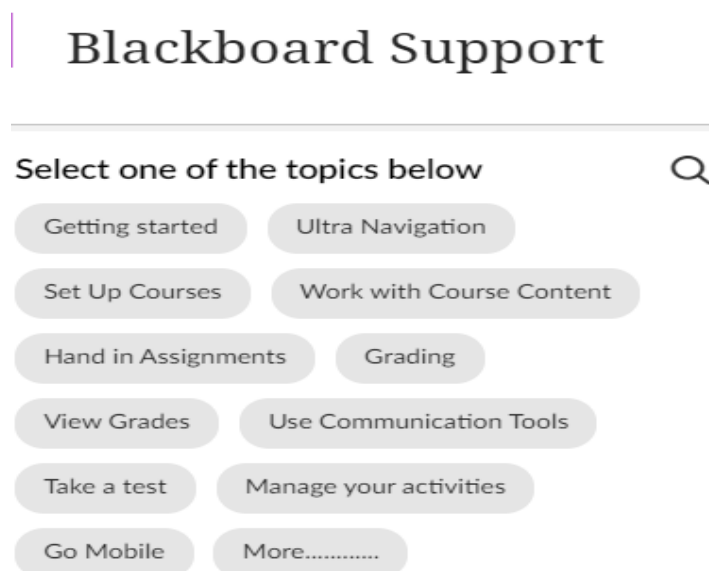 Blackboard Support
Select one of the topics below
Getting started Ultra Navigation
Set Up Courses Work with Course Content
Hand in Assignments Grading
View Grades Use Communication Tools
Take a test Manage your activities
Go Mobile More............